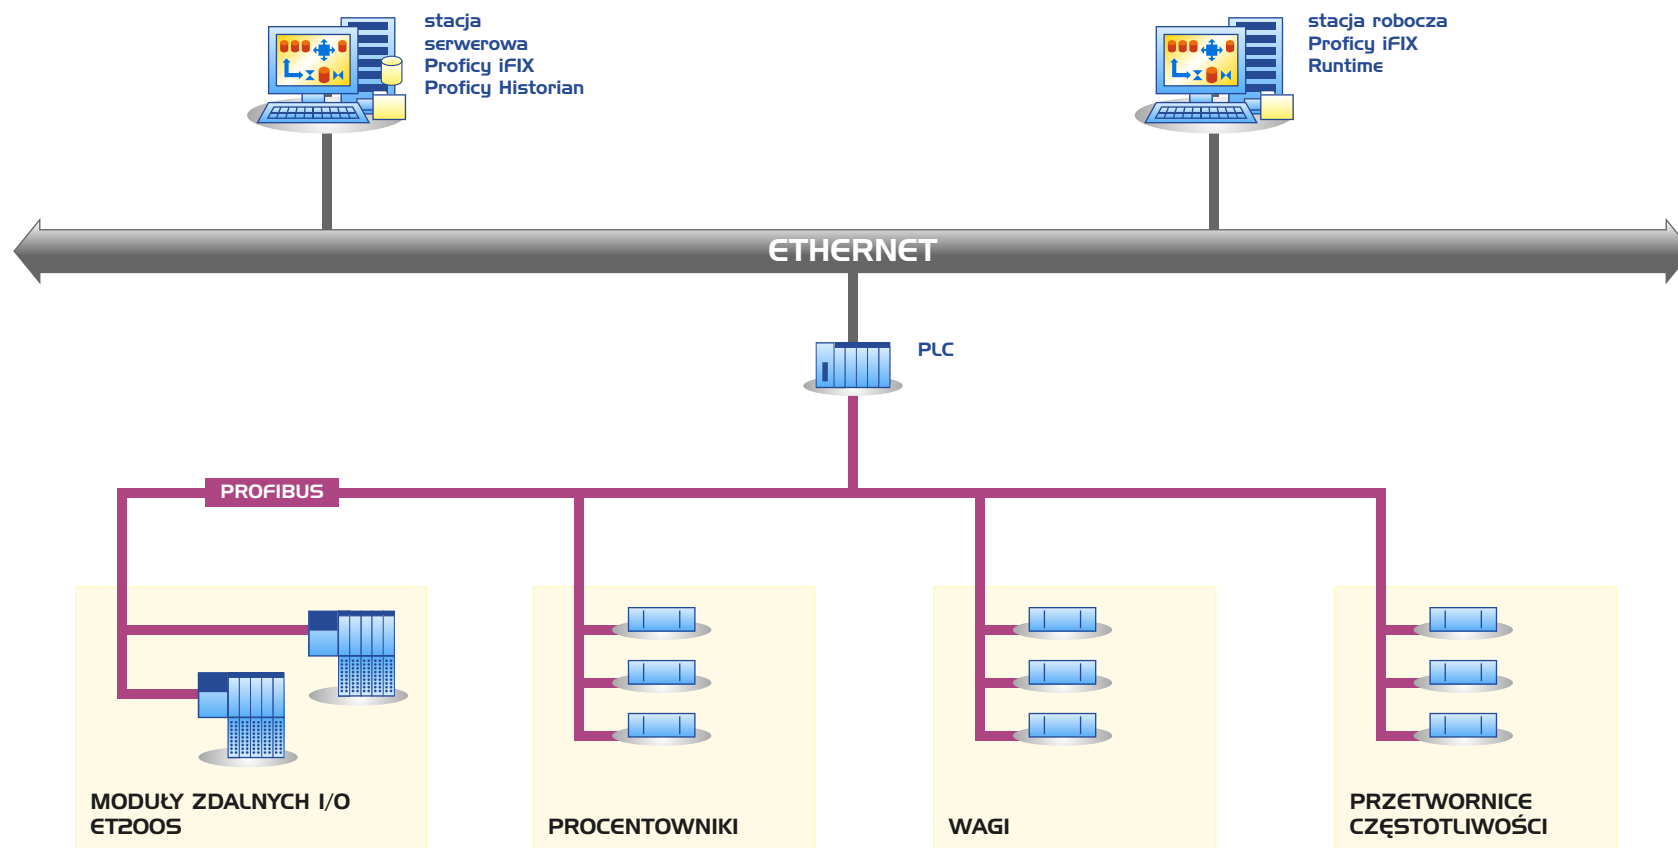 stacja
serwerowa
Proficy iFIX
Proficy Historian
stacja robocza
Proficy iFIX
Runtime
ETHERNET
PLC
PROFIBUS
MODUŁY ZDALNYCH I/O
ET200S
PROCENTOWNIKI
WAGI
PRZETWORNICE
CZĘSTOTLIWOŚCI